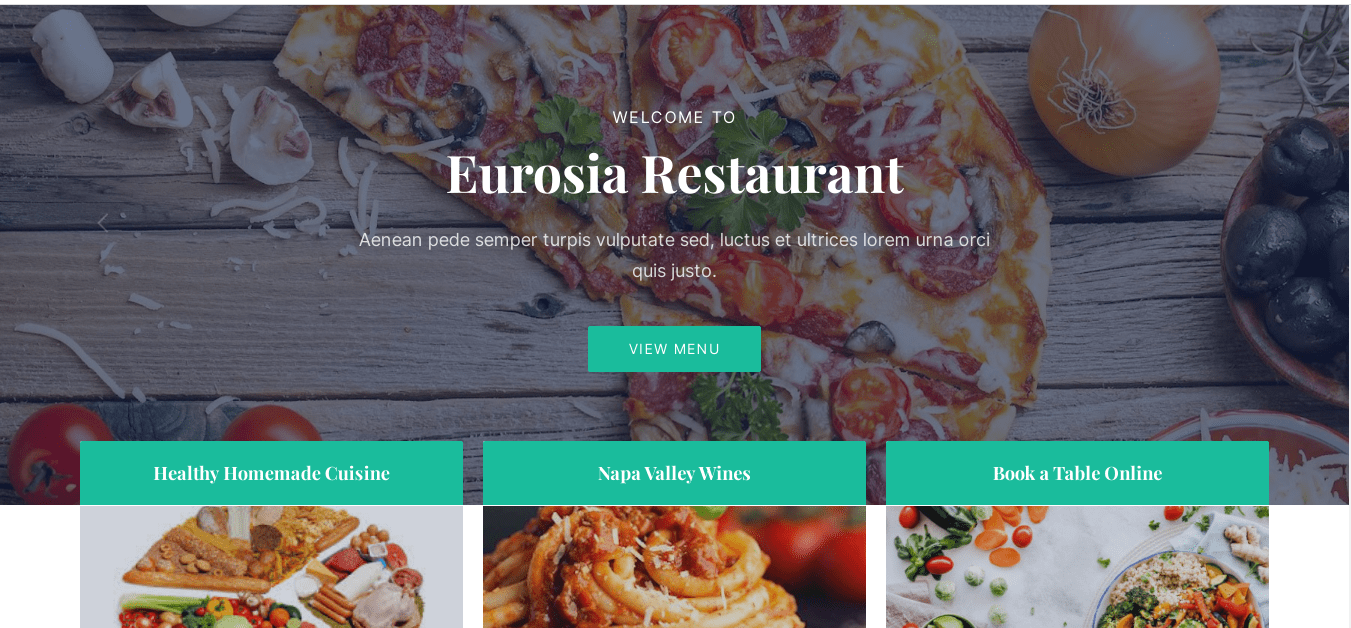 WELCOME TO
Eurosia Restaurant
Aenean pede semper turpis vulputate sed, luctus et ultrices lorem urna orci
quis justo.
VIEW MENU
Healthy Homemade Cuisine
Napa Valley Wines
Book a Table Online